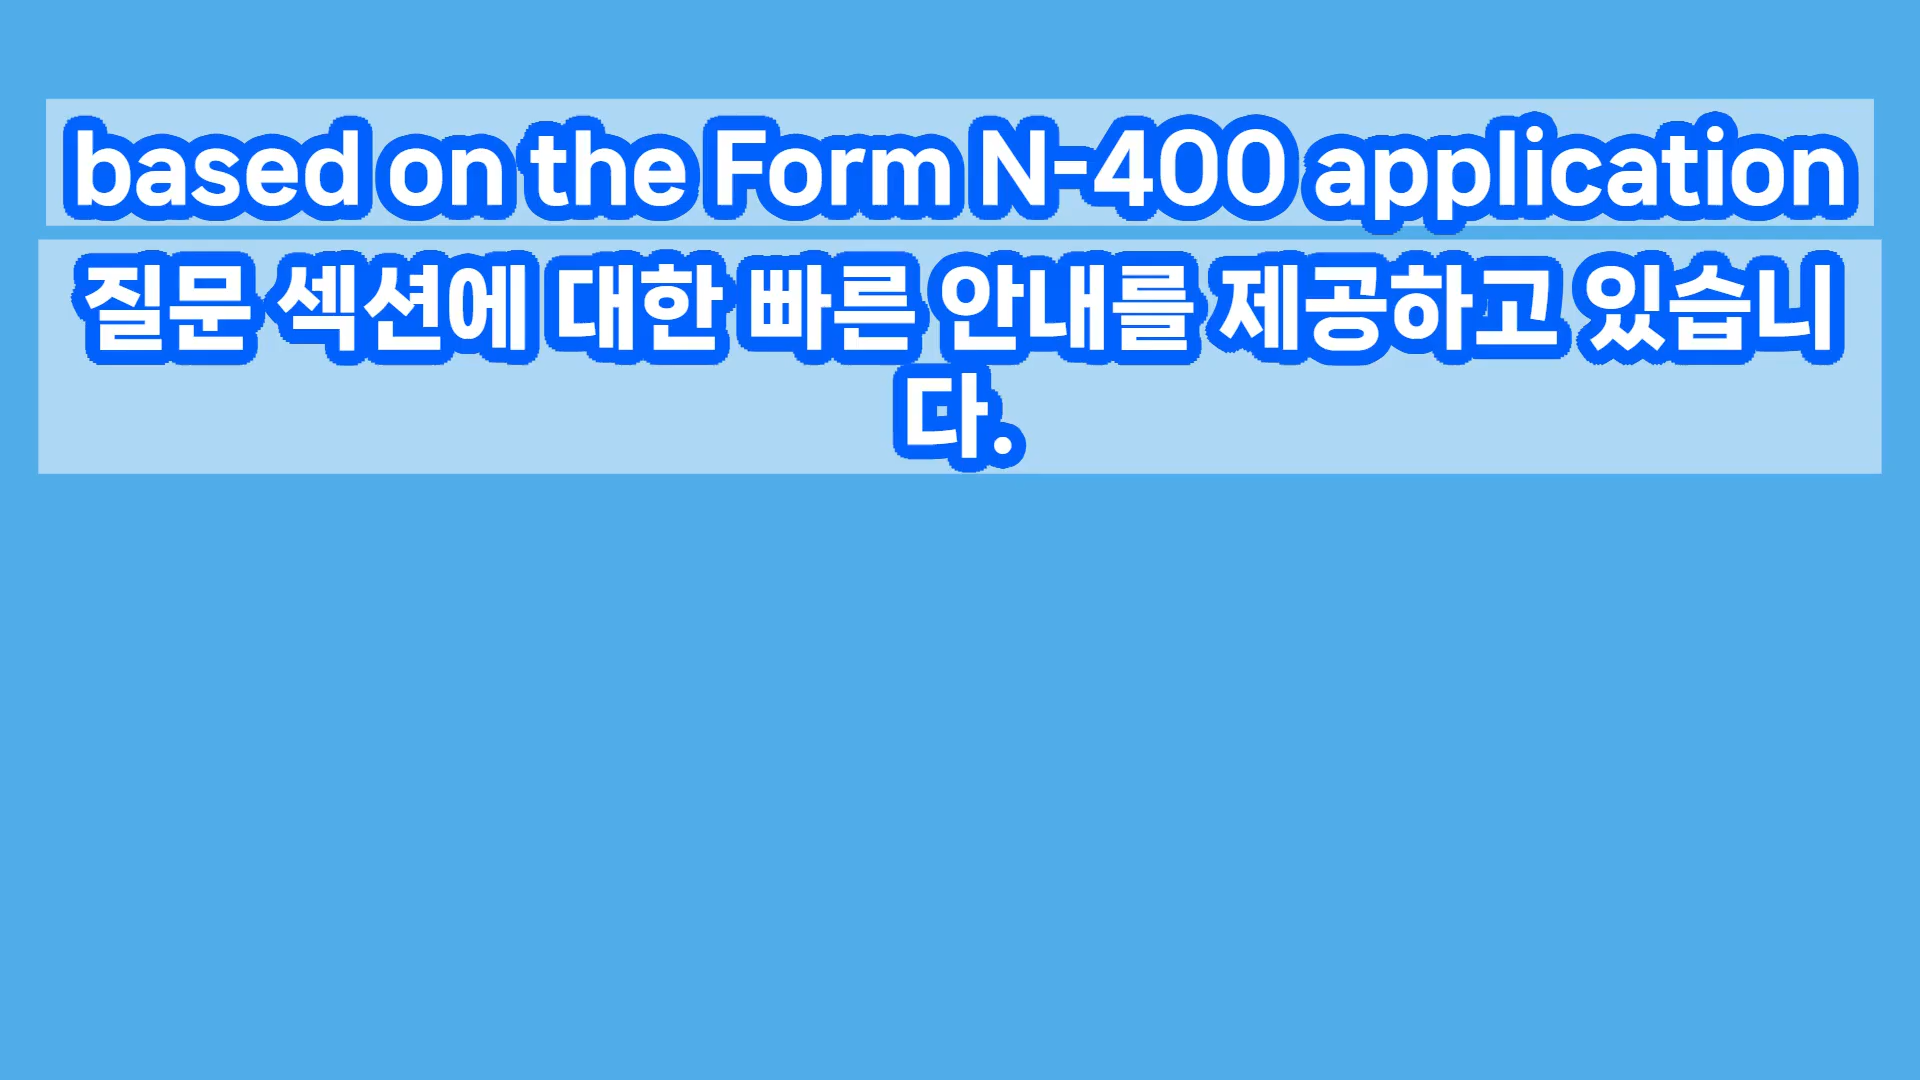 based on the Form N-400 application
질문 섹션에 대한 빠른 안내를 제공하고 있습니
다.